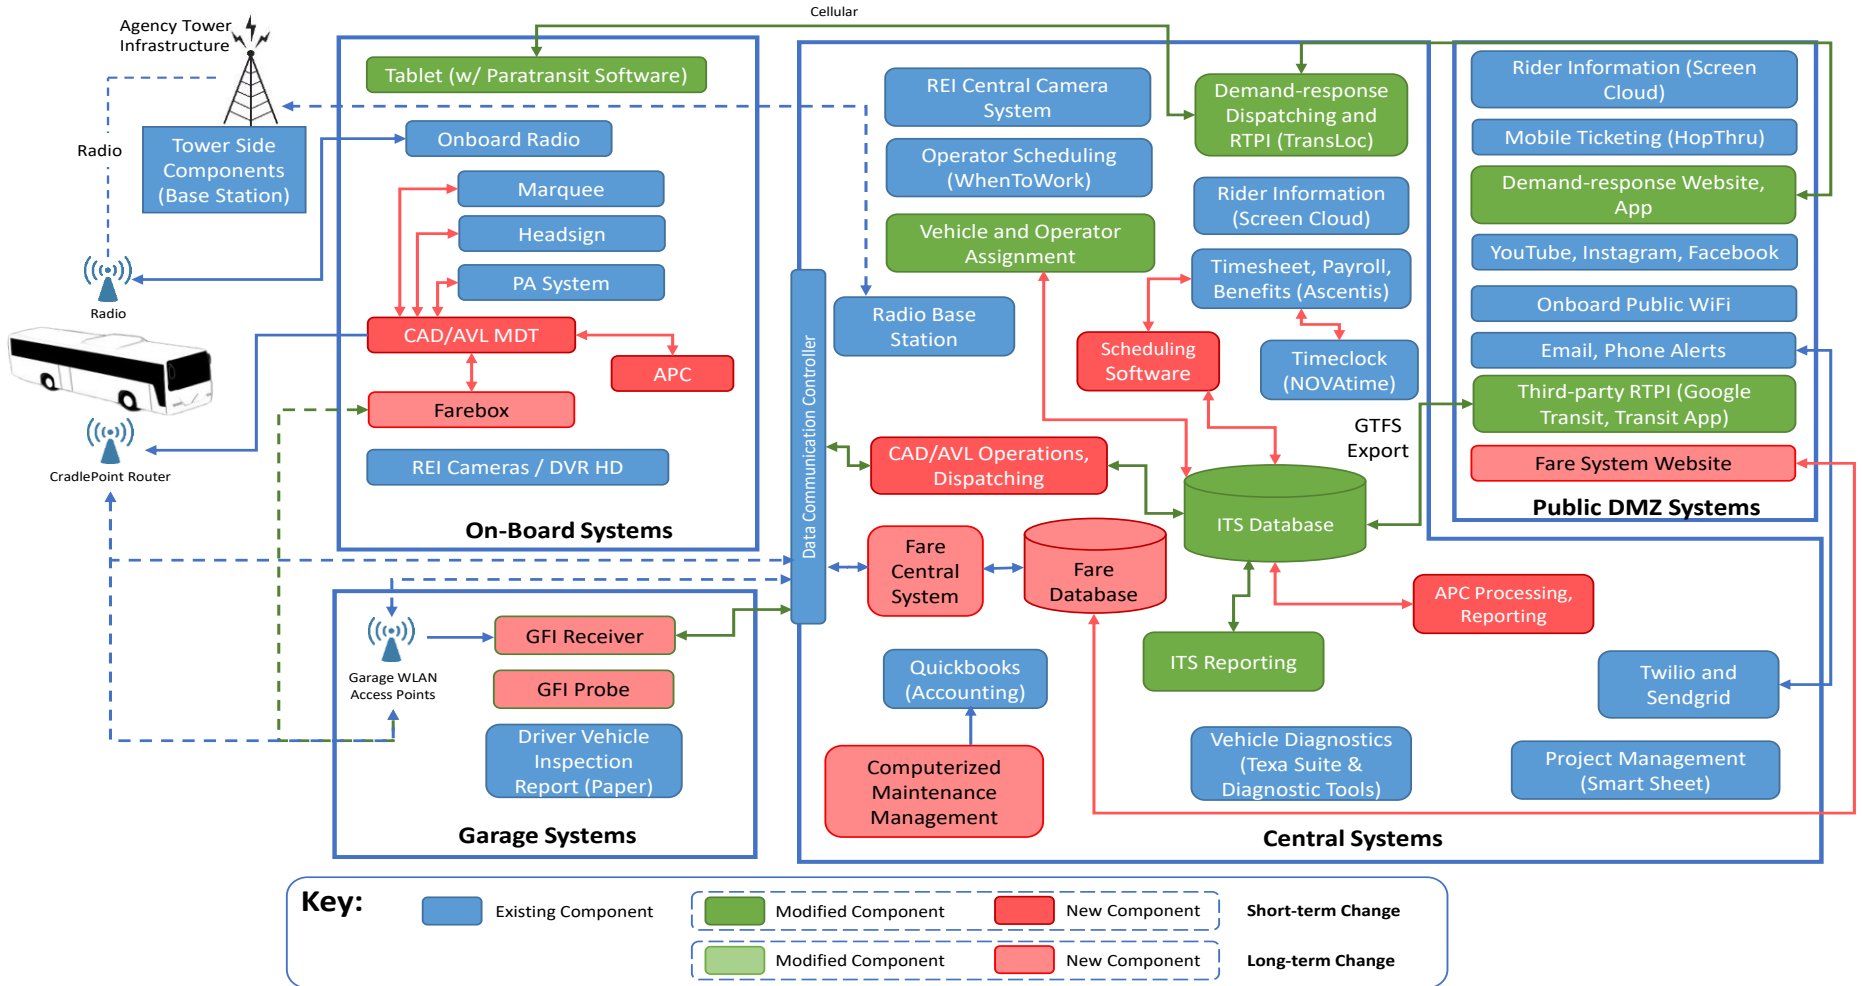 Cellular
Agency Tower
Infrastructure
Radio
Tower Side
Components
(Base Station)
Radio
CradlePoint Router
Tablet (w/ Paratransit Software)
Onboard Radio
Marquee
Headsign
PA System
CAD/AVL MDT
APC
Farebox
REI Cameras / DVR HD
On-Board Systems
Garage WLAN
Access Points
GFI Receiver
GFI Probe
Driver Vehicle
Inspection
Report (Paper)
Garage Systems
Data Communication Controller
REI Central Camera
System
Operator Scheduling
(WhenToWork)
Vehicle and Operator
Assignment
Radio Base
Station
Demand-response
Dispatching and
RTPI (TransLoc)
Rider Information
(Screen Cloud)
Timesheet, Payroll,
Benefits (Ascentis)
Scheduling
Software
Timeclock
(NOVAtime)
CAD/AVL Operations,
Dispatching
ITS Database
GTFS
Export
Fare
Central
System
Fare
Database
APC Processing,
Reporting
ITS Reporting
Quickbooks
(Accounting)
Computerized
Maintenance
Management
Vehicle Diagnostics
(Texa Suite &
Diagnostic Tools)
Twilio and
Sendgrid
Project Management
(Smart Sheet)
Central Systems
Rider Information (Screen
Cloud)
Mobile Ticketing (HopThru)
Demand-response Website,
App
YouTube, Instagram, Facebook
Onboard Public WiFi
Email, Phone Alerts
Third-party RTPI (Google
Transit, Transit App)
Fare System Website
Public DMZ Systems
Key:
Existing Component
Modified Component
New Component
Short-term Change
Modified Component
New Component
Long-term Change